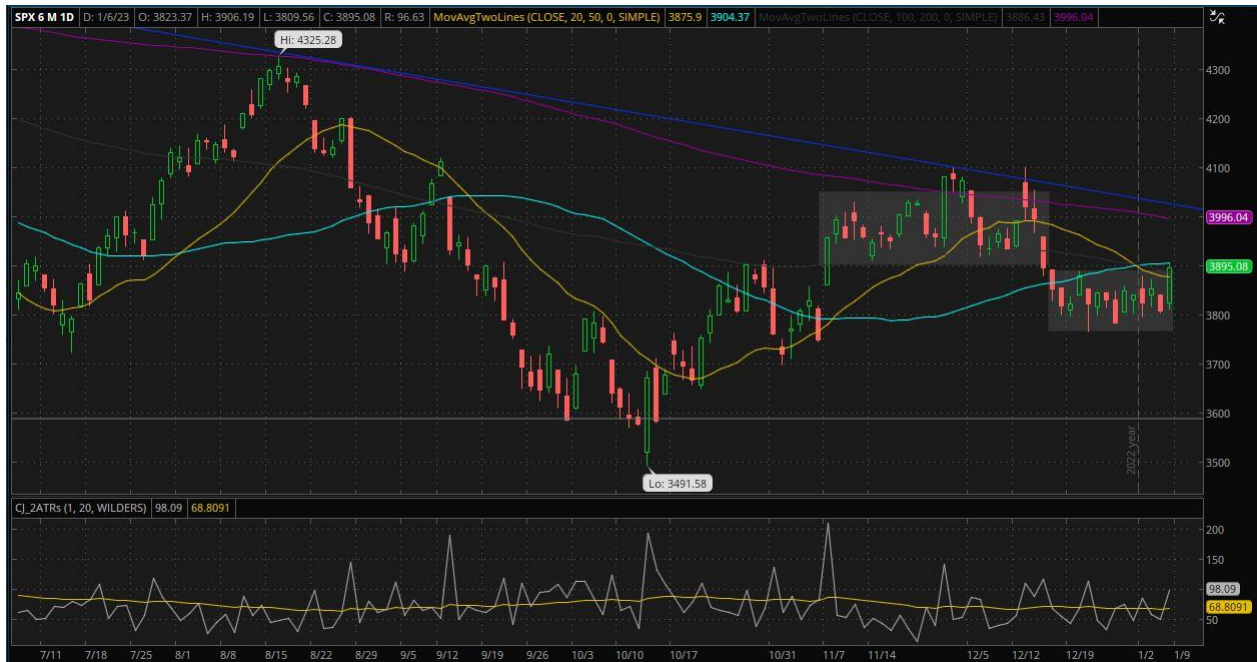 SPX 6 M 1D D: 1/6/23 O: 3823.37 H: 3906.19 L: 3809.56 C: 3895.08 R: 96.63 MovAvgTwoLines (CLOSE, 20, 50, 0, SIMPLE) 3875.9 3904.37 MovAvgTwoLines (CLOSE, 100, 200, 0, SIMPLE) 3886.43 3996.04
Hi: 4325.28
4300
4200
4100
3996.04
3895.08
3800
3700
3600
3500
Lo: 3491.58
2022 year
CJ_2ATRs (1, 20, WILDERS) 98.09 68.8091
200
150
98.09
68.8091
50
7/11 7/18 7/25 8/1 8/8 8/15 8/22 8/29 9/5 9/12 9/19 9/26 10/3 10/10 10/17 10/31 11/7 11/14 12/5 12/12 12/19 1/2 1/9